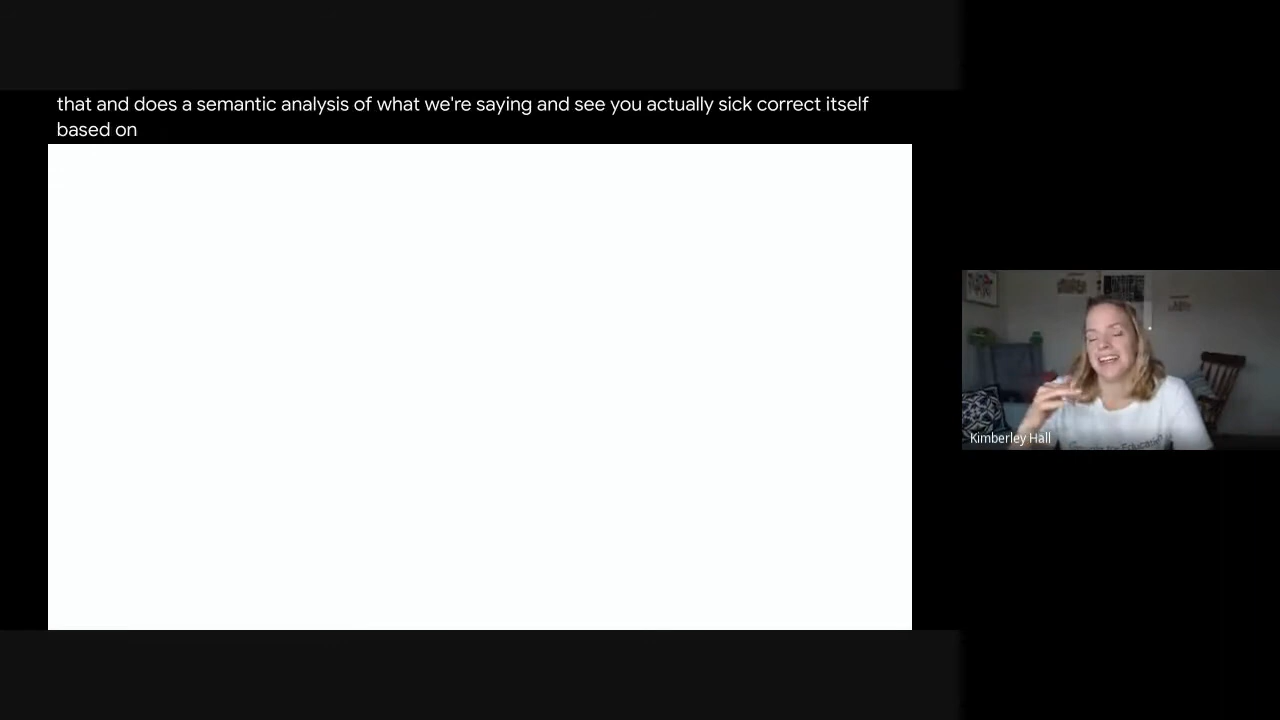 that and does a semantic analysis of what we're saying and see you actually sick correct itself
based on
Kimberley Hall